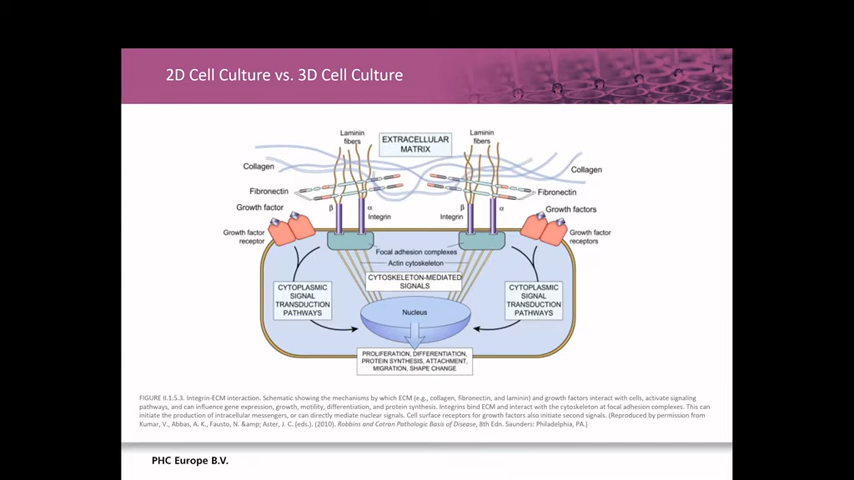 2D Cell Culture vs. 3D Cell Culture
Laminin
fibers
EXTRACELLULAR
MATRIX
Laminin
fibers
Collagen
Collagen
Fibronectin
Fibronectin
β
α
β
α
Growth factor
Integrin
Integrin
Growth factors
Growth factor
receptor
Growth factor
receptors
Focal adhesion complexes
Actin cytoskeleton
CYTOSKELETON-MEDIATED
SIGNALS
CYTOPLASMIC
SIGNAL
TRANSDUCTION
PATHWAYS
CYTOPLASMIC
SIGNAL
TRANSDUCTION
PATHWAYS
Nucleus
PROLIFERATION, DIFFERENTIATION,
PROTEIN SYNTHESIS, ATTACHMENT,
MIGRATION, SHAPE CHANGE
FIGURE II.1.5.3. Integrin-ECM interaction. Schematic showing the mechanisms by which ECM (e.g., collagen, fibronectin, and laminin) and growth factors interact with cells, activate signaling
pathways, and can influence gene expression, growth, motility, differentiation, and protein synthesis. Integrins bind ECM and interact with the cytoskeleton at focal adhesion complexes. This can
initiate the production of intracellular messengers, or can directly mediate nuclear signals. Cell surface receptors for growth factors also initiate second signals. (Reproduced by permission from
Kumar, V., Abbas, A. K., Fausto, N. &amp; Aster, J. C. (eds.). (2010). Robbins and Cotran Pathologic Basis of Disease, 8th Edn. Saunders: Philadelphia, PA.)
PHC Europe B.V.